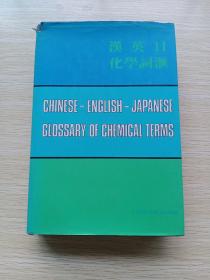 漢英日
化學詞滙
CHINESE-ENGLISH-JAPANESE
GLOSSARY OF CHEMICAL TERMS